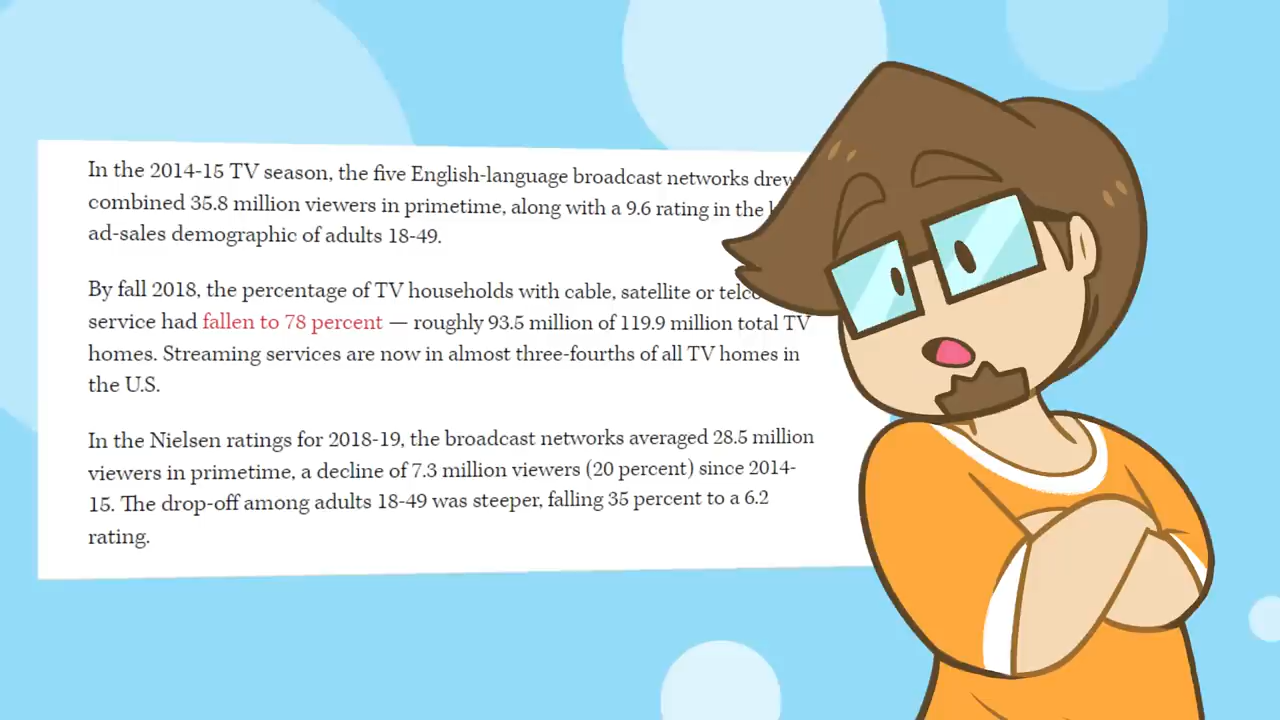 In the 2014-15 TV season, the five English-language broadcast networks drew
combined 35.8 million viewers in primetime, along with a 9.6 rating in the
ad-sales demographic of adults 18-49.
By fall 2018, the percentage of TV households with cable, satellite or
service had fallen to 78 percent — roughly 93.5 million of 119.9 million total TV
homes. Streaming services are now in almost three-fourths of all TV homes in
the U.S.
In the Nielsen ratings for 2018-19, the broadcast networks averaged 28.5 million
viewers in primetime, a decline of 7.3 million viewers (20 percent) since 2014-
15. The drop-off among adults 18-49 was steeper, falling 35 percent to a 6.2
rating.